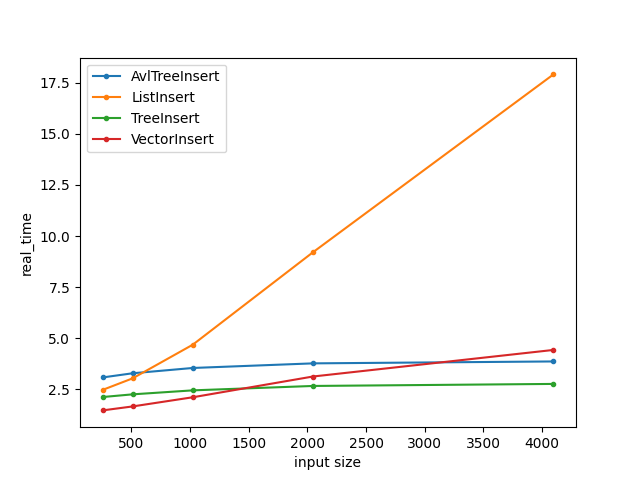 AvlTreeInsert
ListInsert
TreeInsert
VectorInsert
real_time
17.5
15.0
12.5
10.0
7.5
5.0
2.5
500 1000 1500 2000 2500 3000 3500 4000
input size